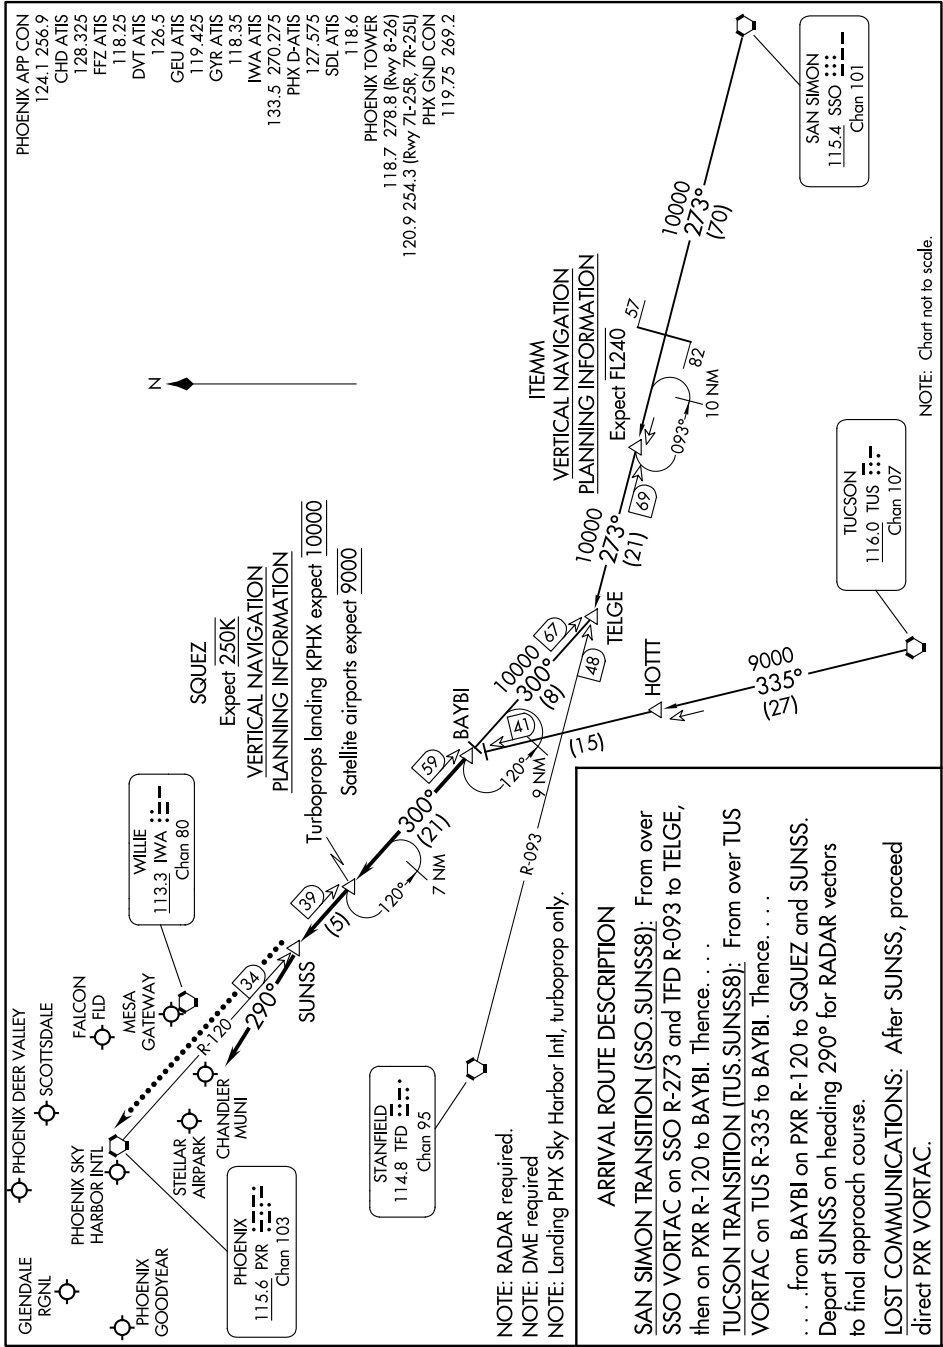 PHOENIX APP CON
124.1 256.9
CHD ATIS
128.325
FFZ ATIS
118.25
DVT ATIS
126.5
GEU ATIS
119.425
GYR ATIS
118.35
IWA ATIS
133.5 270.275
PHX D-ATIS
127.575
SDL ATIS
118.6
PHOENIX TOWER
118.7 278.8 (Rwy 8-26)
120.9 254.3 (Rwy 7L-25R, 7R-25L)
PHX GND CON
119.75 269.2
GLENDALE
RGNL
PHOENIX DEER VALLEY
SCOTTSDALE
PHOENIX SKY
HARBOR INTL
FALCON
FLD
PHOENIX
GOODYEAR
MESA
GATEWAY
STELLAR
AIRPARK
CHANDLER
MUNI
WILLIE
113.3 IWA
Chan 80
PHOENIX
115.6 PXR
Chan 103
R-120
34
290°
SUNSS
(5)
39
N
SQUEZ
Expect 250K
VERTICAL NAVIGATION
PLANNING INFORMATION
Turboprops landing KPHX expect 10000
Satellite airports expect 9000
120°
7 NM
300°
(21)
59
BAYBI
120°
9 NM
41
10000
300°
(8)
67
48
TELGE
R-093
STANFIELD
114.8 TFD
Chan 95
ITEMM
VERTICAL NAVIGATION
PLANNING INFORMATION
Expect FL240
10000
273°
(21)
69
093°
10 NM
57
82
10000
273°
(70)
SAN SIMON
115.4 SSO
Chan 101
(15)
HOTTT
9000
335°
(27)
TUCSON
116.0 TUS
Chan 107
NOTE: Chart not to scale.
NOTE: RADAR required.
NOTE: DME required
NOTE: Landing PHX Sky Harbor Intl, turboprop only.
ARRIVAL ROUTE DESCRIPTION
SAN SIMON TRANSITION (SSO.SUNSS8): From over
SSO VORTAC on SSO R-273 and TFD R-093 to TELGE,
then on PXR R-120 to BAYBI. Thence. . . .
TUCSON TRANSITION (TUS.SUNSS8): From over TUS
VORTAC on TUS R-335 to BAYBI. Thence. . . .
. . . .from BAYBI on PXR R-120 to SQUEZ and SUNSS.
Depart SUNSS on heading 290° for RADAR vectors
to final approach course.
LOST COMMUNICATIONS: After SUNSS, proceed
direct PXR VORTAC.